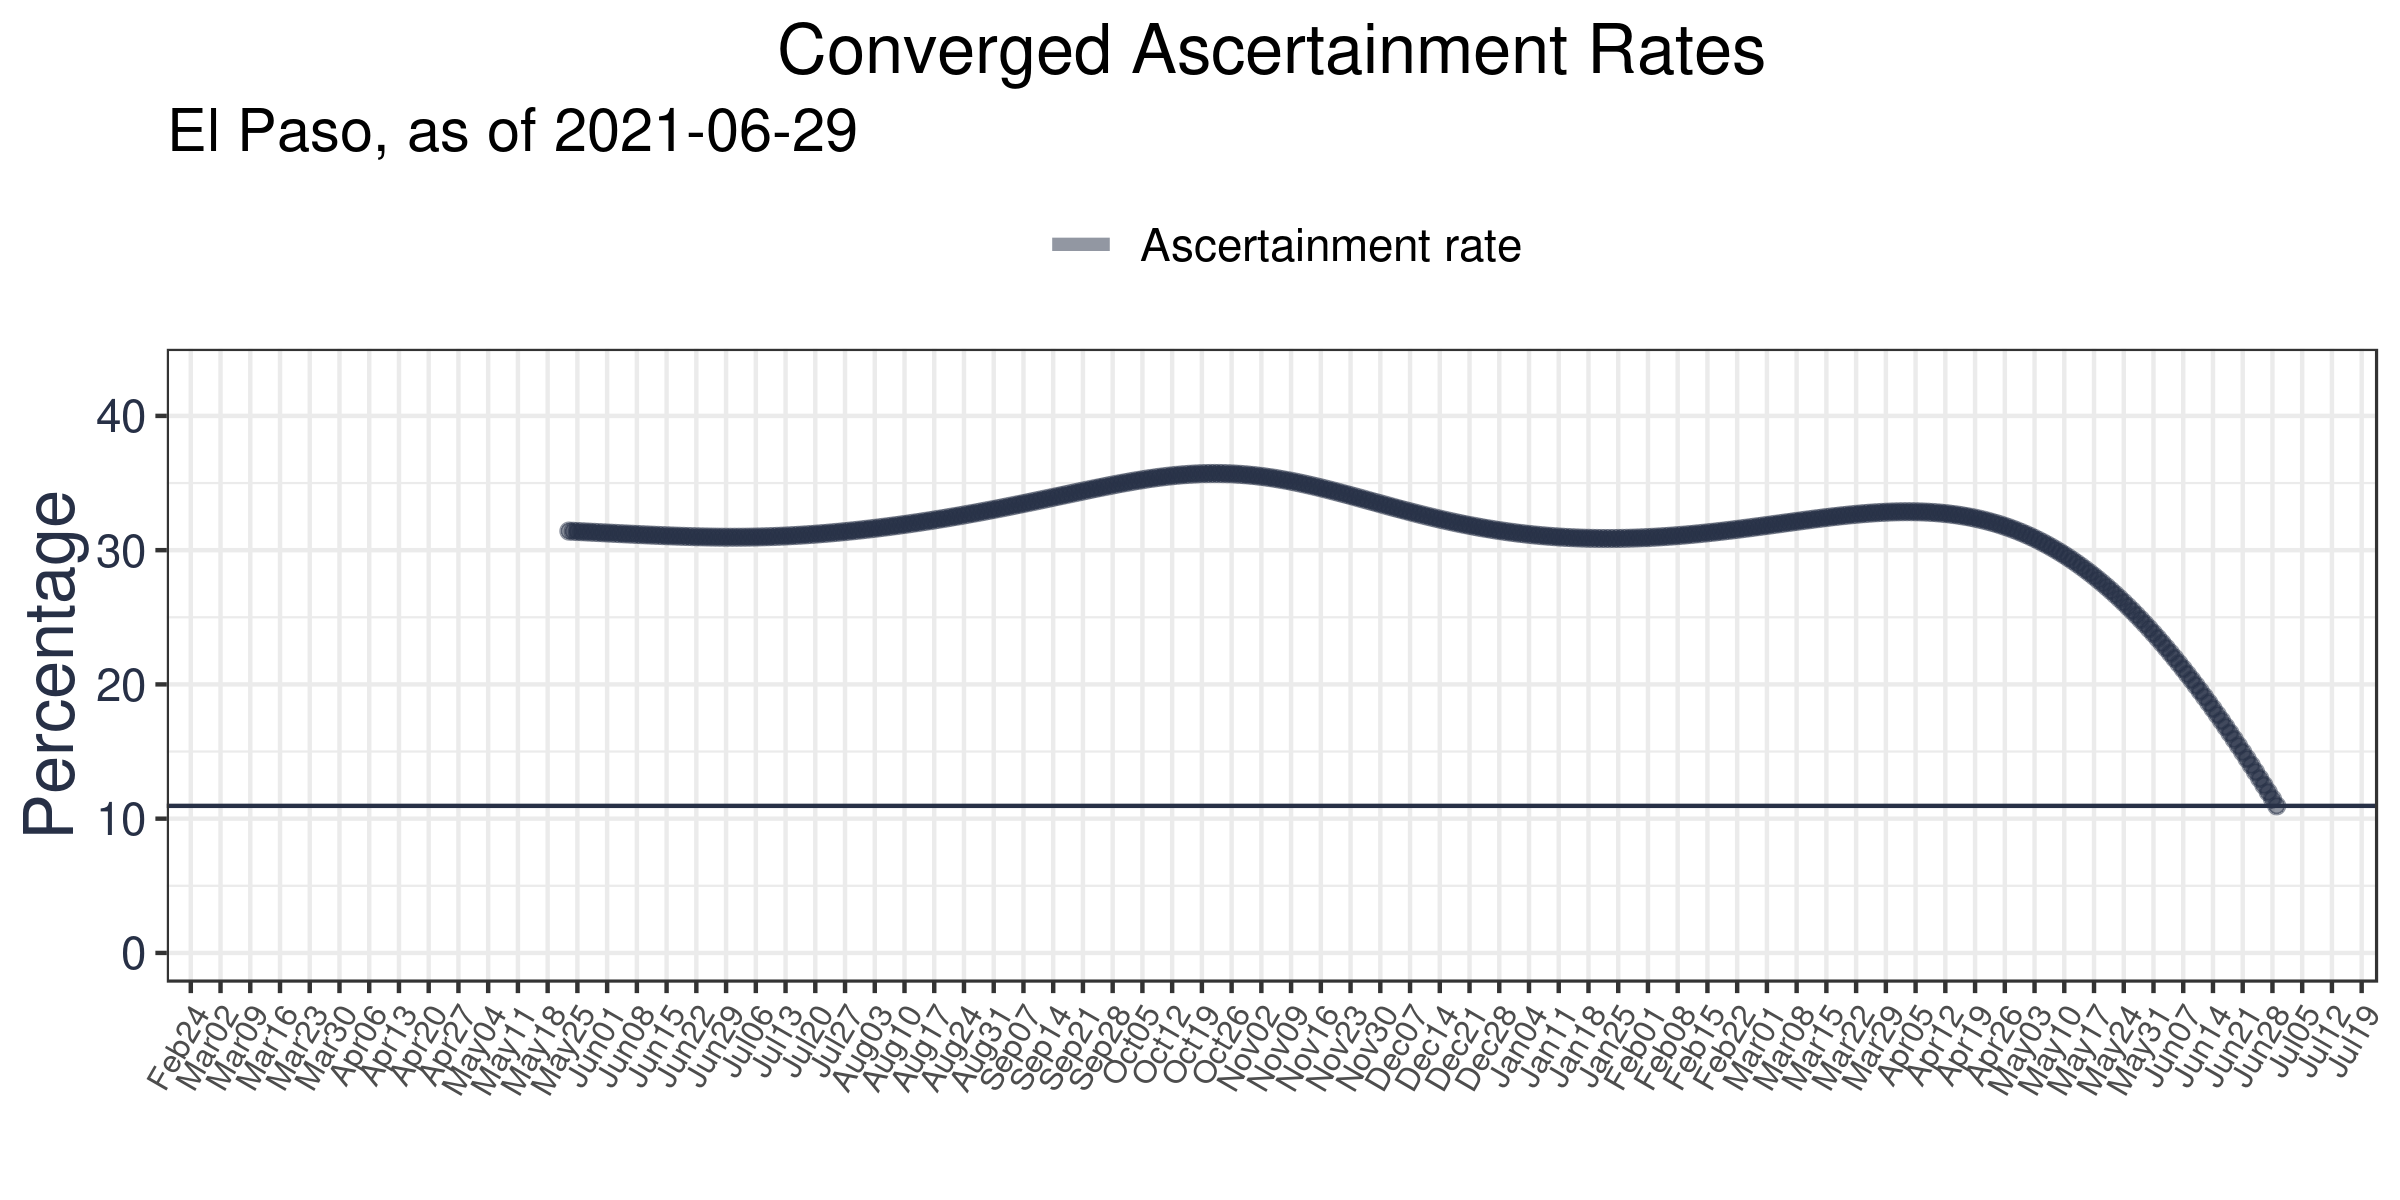 Converged Ascertainment Rates
El Paso, as of 2021-06-29
Ascertainment rate
Percentage
40
30
20
10
0
Feb24
Mar02
Mar09
Mar16
Mar23
Mar30
Apr06
Apr13
Apr20
Apr27
May04
May11
May18
May25
Jun01
Jun08
Jun15
Jun22
Jun29
Jul06
Jul13
Jul20
Jul27
Aug03
Aug10
Aug17
Aug24
Aug31
Sep07
Sep14
Sep21
Sep28
Oct05
Oct12
Oct19
Oct26
Nov02
Nov09
Nov16
Nov23
Nov30
Dec07
Dec14
Dec21
Dec28
Jan04
Jan11
Jan18
Jan25
Feb01
Feb08
Feb15
Feb22
Mar01
Mar08
Mar15
Mar22
Mar29
Apr05
Apr12
Apr19
Apr26
May03
May10
May17
May24
May31
Jun07
Jun14
Jun21
Jun28
Jul05
Jul12
Jul19